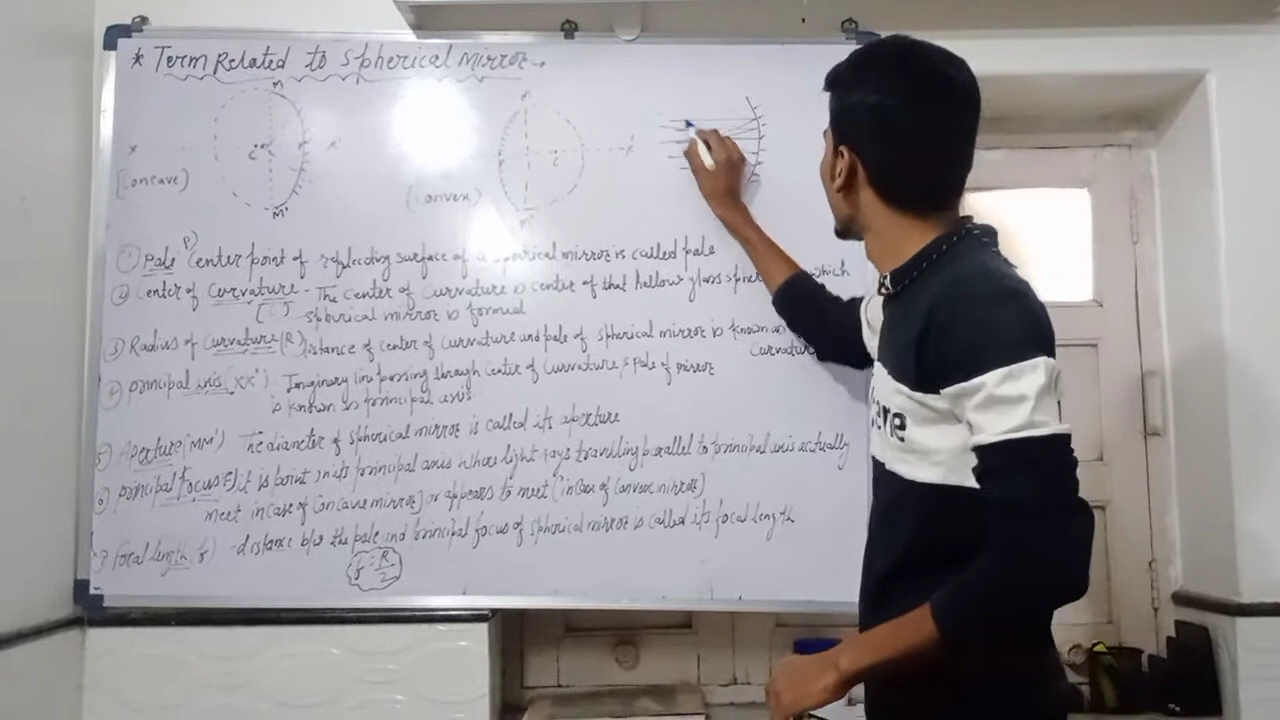 * Term Related to Spherical mirror.
M M
x C x' C
(Concave) (Convex)
M' M'
① Pole (P) Center point of reflecting surface of a spherical mirror is called pale
② Center of Curvature - The center of Curvature is center of that hallow glass spher which
spherical mirror is formed
③ Radius of Curvature (R) Distance of center of curvature and pale of spherical mirror is known as
Curvature
④ principal axis (XX') - Imaginary line passing through Center of Curvature & Pale of mirror
is known as principal axis
⑤ Aperture (MM') The diameter of spherical mirror is called its aperture
⑥ principal focus (F) it is point on its principal axis where light rays travelling parallel to principal axis actually
meet in case of Concave mirror) or appears to meet (in Case of Convex mirror)
⑦ focal length (f) - distance b/w the pale and principal focus of spherical mirror is called its focal length
f = R/2
ere